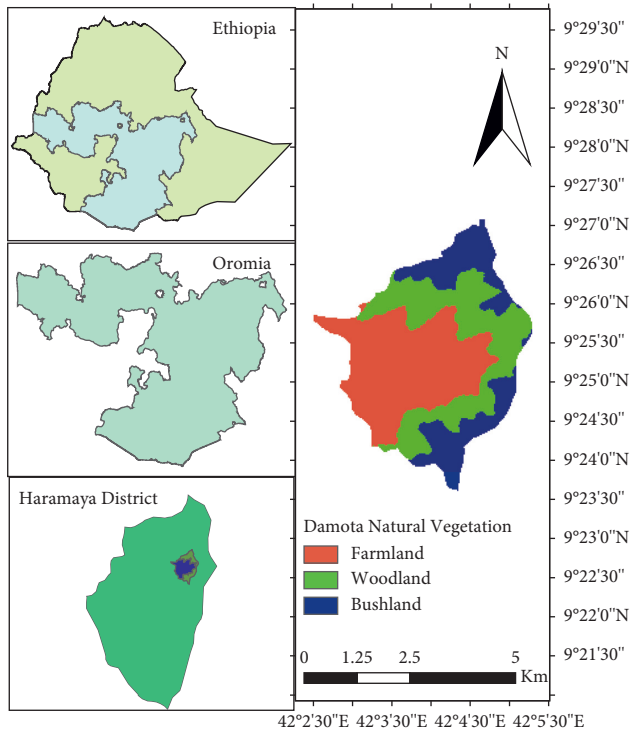 Ethiopia
Oromia
Haramaya District
N
9°29'30"N
9°29'0"N
9°28'30"N
9°28'0"N
9°27'30"N
9°27'0"N
9°26'30"N
9°26'0"N
9°25'30"N
9°25'0"N
9°24'30"N
9°24'0"N
9°23'30"N
9°23'0"N
9°22'30"N
9°22'0"N
9°21'30"N
Damota Natural Vegetation
Farmland
Woodland
Bushland
0 1.25 2.5 5
Km
42°2'30"E 42°3'30"E 42°4'30"E 42°5'30"E